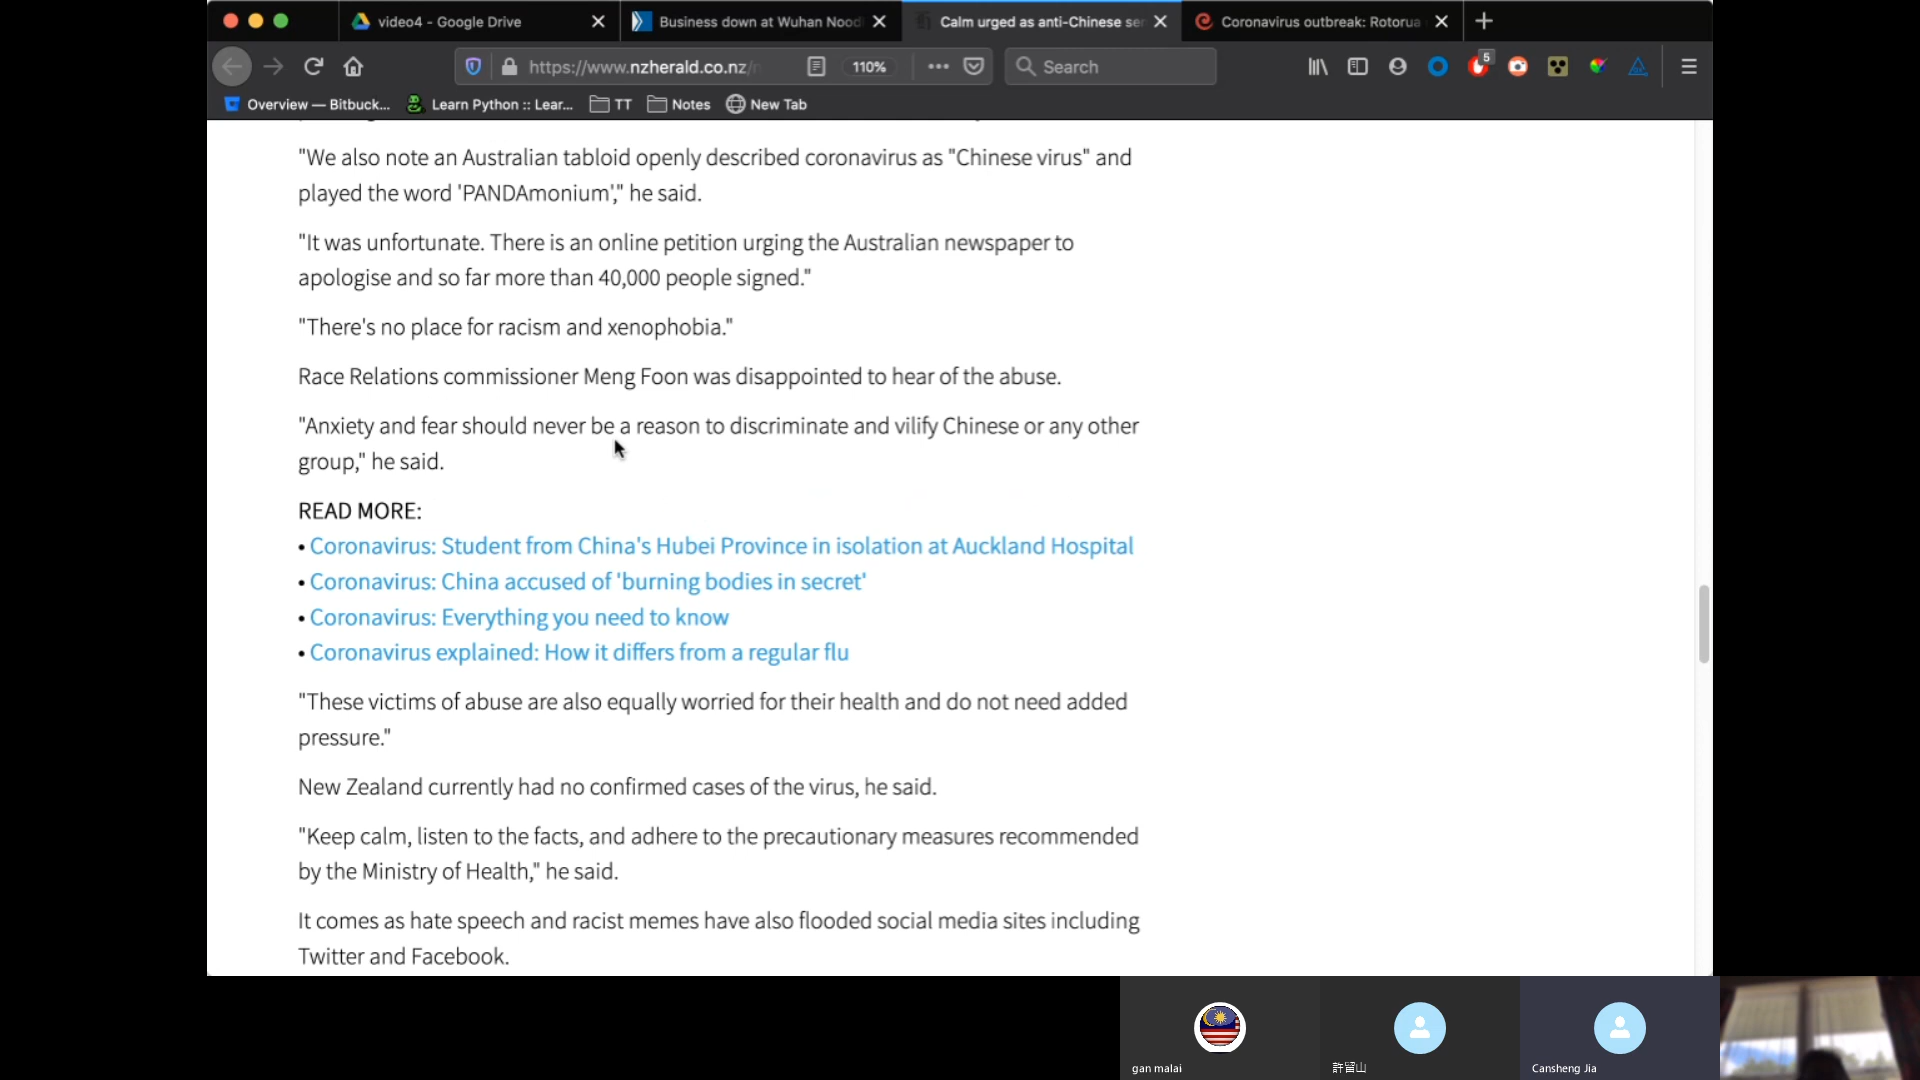 video4 - Google Drive
Business down at Wuhan Nood
Calm urged as anti-Chinese ser
Coronavirus outbreak: Rotorua
https://www.nzherald.co.nz/
110%
Search
5
Overview — Bitbuck...
Learn Python :: Lear...
TT
Notes
New Tab
"We also note an Australian tabloid openly described coronavirus as "Chinese virus" and
played the word 'PANDAmonium'," he said.
"It was unfortunate. There is an online petition urging the Australian newspaper to
apologise and so far more than 40,000 people signed."
"There's no place for racism and xenophobia."
Race Relations commissioner Meng Foon was disappointed to hear of the abuse.
"Anxiety and fear should never be a reason to discriminate and vilify Chinese or any other
group," he said.
READ MORE:
• Coronavirus: Student from China's Hubei Province in isolation at Auckland Hospital
• Coronavirus: China accused of 'burning bodies in secret'
• Coronavirus: Everything you need to know
• Coronavirus explained: How it differs from a regular flu
"These victims of abuse are also equally worried for their health and do not need added
pressure."
New Zealand currently had no confirmed cases of the virus, he said.
"Keep calm, listen to the facts, and adhere to the precautionary measures recommended
by the Ministry of Health," he said.
It comes as hate speech and racist memes have also flooded social media sites including
Twitter and Facebook.
gan malai
許留山
Cansheng Jia